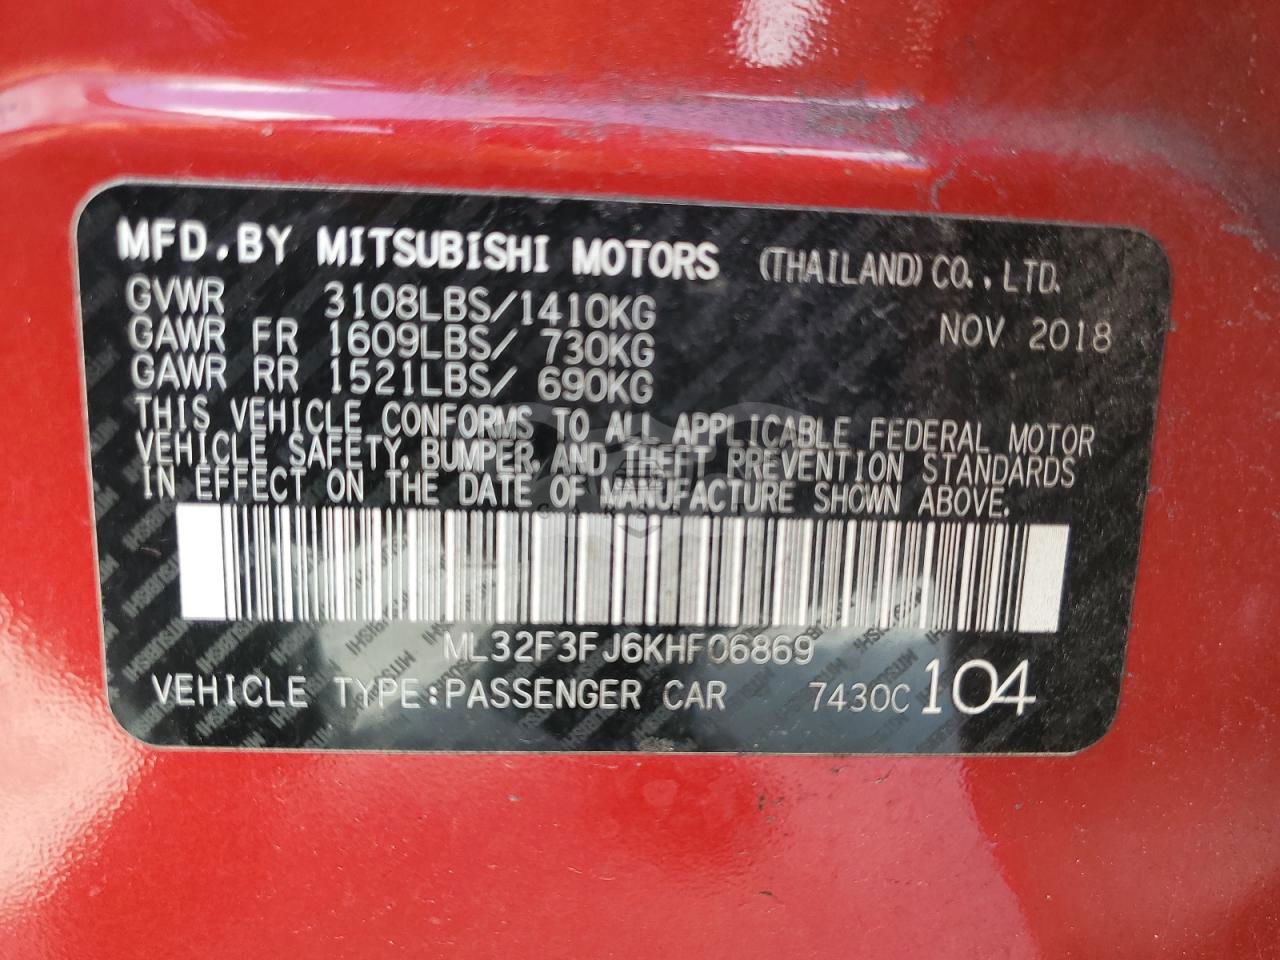 MFD.BY MITSUBISHI MOTORS (THAILAND)CO.,LTD.
GVWR 3108LBS/1410KG
NOV 2018
GAWR FR 1609LBS/ 730KG
GAWR RR 1521LBS/ 690KG
THIS VEHICLE CONFORMS TO ALL APPLICABLE FEDERAL MOTOR
VEHICLE SAFETY, BUMPER, AND THEFT PREVENTION STANDARDS
IN EFFECT ON THE DATE OF MANUFACTURE SHOWN ABOVE.
ML32F3FJ6KHF06869
VEHICLE TYPE:PASSENGER CAR 7430C 104